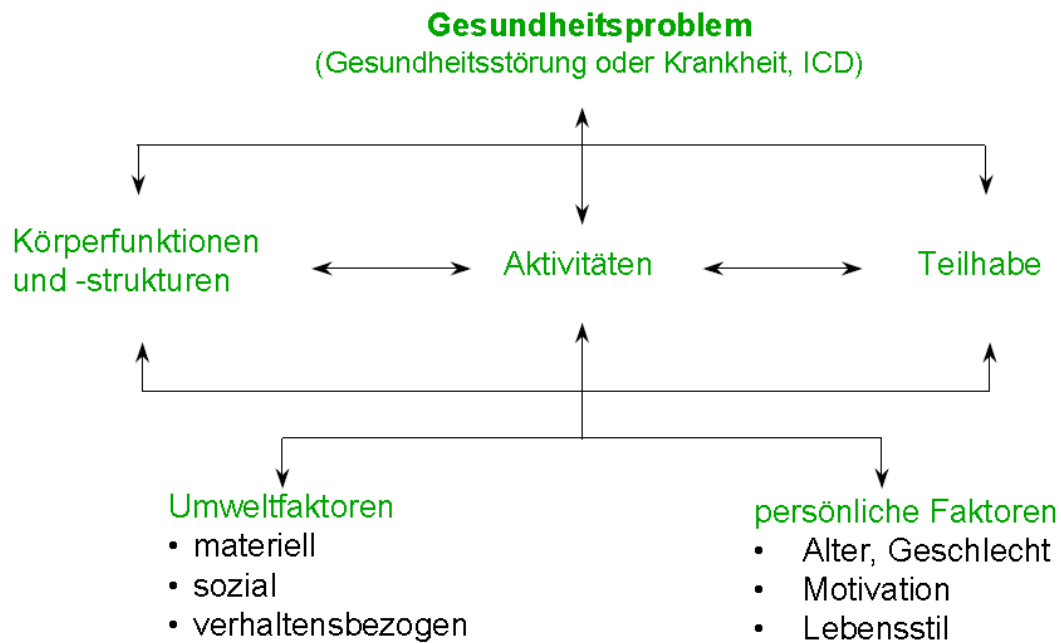 Gesundheitsproblem
(Gesundheitsstörung oder Krankheit, ICD)
Körperfunktionen
und -strukturen
Aktivitäten
Teilhabe
Umweltfaktoren
• materiell
• sozial
• verhaltensbezogen
persönliche Faktoren
• Alter, Geschlecht
• Motivation
• Lebensstil